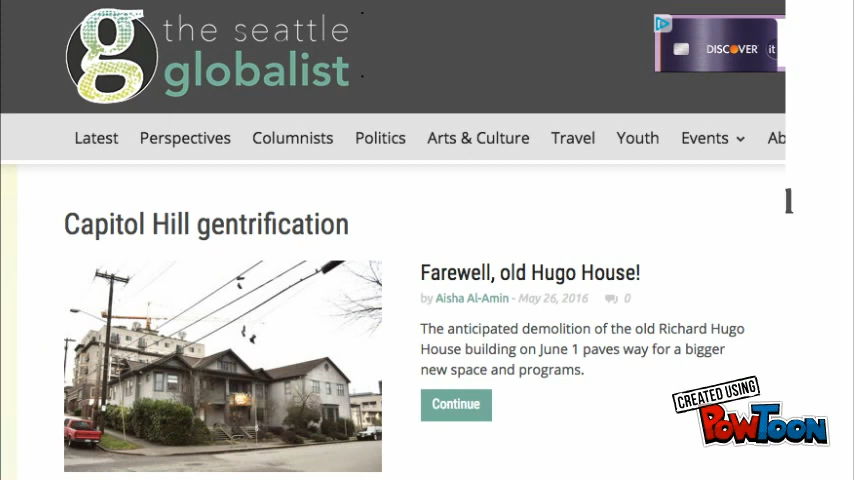 the seattle
globalist
DISCOVER it
Latest Perspectives Columnists Politics Arts & Culture Travel Youth Events Ab
Capitol Hill gentrification
Farewell, old Hugo House!
by Aisha Al-Amin - May 26, 2016 0
The anticipated demolition of the old Richard Hugo
House building on June 1 paves way for a bigger
new space and programs.
Continue
CREATED USING
POWTOON